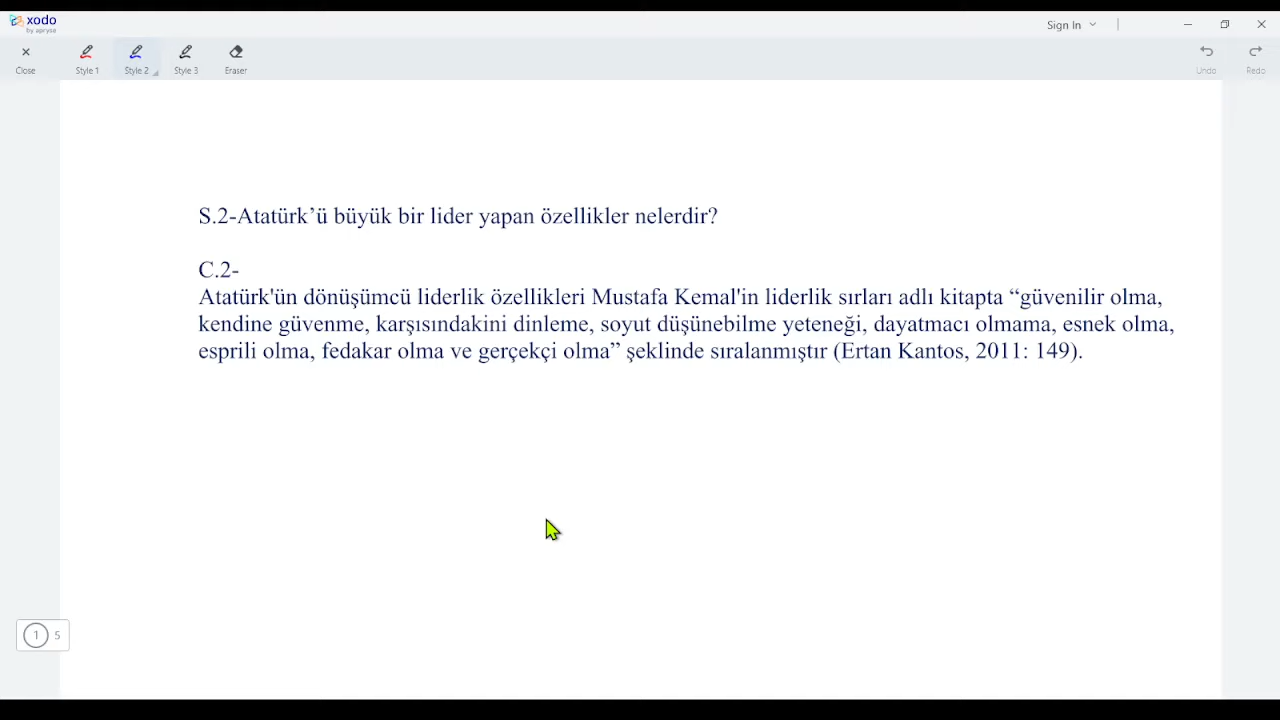 xodo
by apryse
Sign In
Close
Style 1
Style 2
Style 3
Eraser
Undo
Redo
S.2-Atatürk’ü büyük bir lider yapan özellikler nelerdir?
C.2-
Atatürk'ün dönüşümcü liderlik özellikleri Mustafa Kemal'in liderlik sırları adlı kitapta “güvenilir olma,
kendine güvenme, karşısındakini dinleme, soyut düşünebilme yeteneği, dayatmacı olmama, esnek olma,
esprili olma, fedakar olma ve gerçekçi olma” şeklinde sıralanmıştır (Ertan Kantos, 2011: 149).
1 5